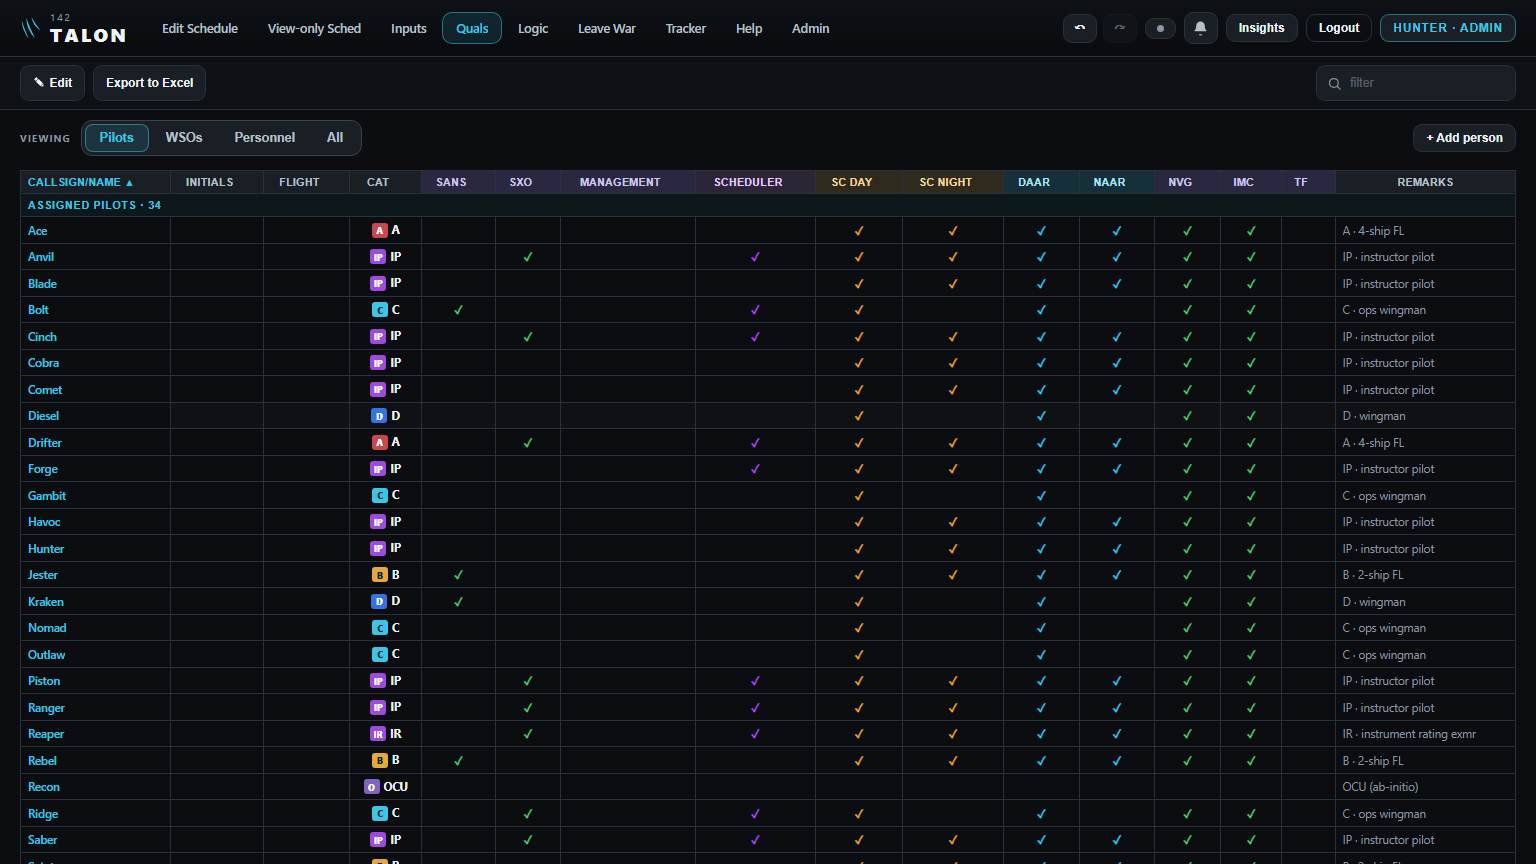 142
TALON
Edit Schedule View-only Sched Inputs Quals Logic Leave War Tracker Help Admin
Insights Logout HUNTER · ADMIN
✎ Edit Export to Excel
filter
VIEWING Pilots WSOs Personnel All
+ Add person
CALLSIGN/NAME ▲ INITIALS FLIGHT CAT SANS SXO MANAGEMENT SCHEDULER SC DAY SC NIGHT DAAR NAAR NVG IMC TF REMARKS
ASSIGNED PILOTS · 34
Ace A A ✓ ✓ ✓ ✓ ✓ ✓ A · 4-ship FL
Anvil IP IP ✓ ✓ ✓ ✓ ✓ ✓ ✓ ✓ IP · instructor pilot
Blade IP IP ✓ ✓ ✓ ✓ ✓ ✓ IP · instructor pilot
Bolt C C ✓ ✓ ✓ ✓ ✓ ✓ C · ops wingman
Cinch IP IP ✓ ✓ ✓ ✓ ✓ ✓ ✓ ✓ IP · instructor pilot
Cobra IP IP ✓ ✓ ✓ ✓ ✓ ✓ IP · instructor pilot
Comet IP IP ✓ ✓ ✓ ✓ ✓ ✓ IP · instructor pilot
Diesel D D ✓ ✓ ✓ ✓ D · wingman
Drifter A A ✓ ✓ ✓ ✓ ✓ ✓ ✓ ✓ A · 4-ship FL
Forge IP IP ✓ ✓ ✓ ✓ ✓ ✓ ✓ IP · instructor pilot
Gambit C C ✓ ✓ ✓ ✓ C · ops wingman
Havoc IP IP ✓ ✓ ✓ ✓ ✓ ✓ IP · instructor pilot
Hunter IP IP ✓ ✓ ✓ ✓ ✓ ✓ IP · instructor pilot
Jester B B ✓ ✓ ✓ ✓ ✓ ✓ ✓ B · 2-ship FL
Kraken D D ✓ ✓ ✓ ✓ ✓ D · wingman
Nomad C C ✓ ✓ ✓ ✓ C · ops wingman
Outlaw C C ✓ ✓ ✓ ✓ C · ops wingman
Piston IP IP ✓ ✓ ✓ ✓ ✓ ✓ ✓ ✓ IP · instructor pilot
Ranger IP IP ✓ ✓ ✓ ✓ ✓ ✓ ✓ ✓ IP · instructor pilot
Reaper IR IR ✓ ✓ ✓ ✓ ✓ ✓ ✓ ✓ IR · instrument rating exmr
Rebel B B ✓ ✓ ✓ ✓ ✓ ✓ ✓ B · 2-ship FL
Recon O OCU OCU (ab-initio)
Ridge C C ✓ ✓ ✓ ✓ ✓ ✓ C · ops wingman
Saber IP IP ✓ ✓ ✓ ✓ ✓ ✓ ✓ ✓ IP · instructor pilot